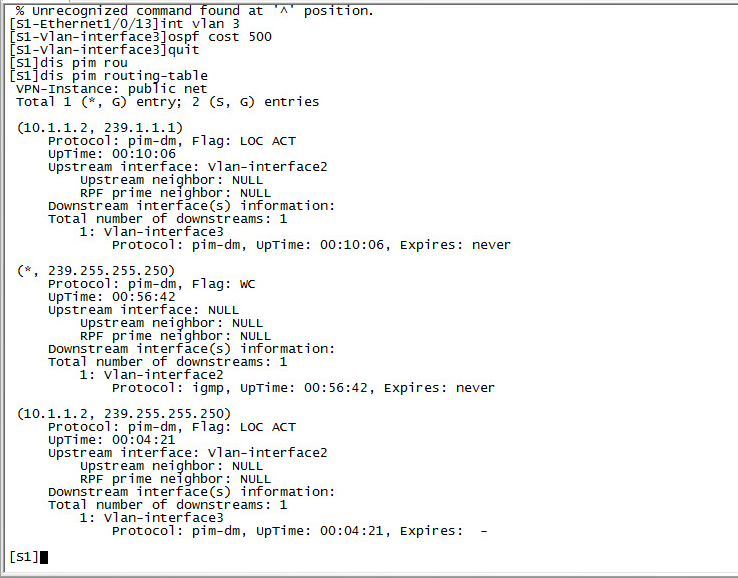 % Unrecognized command found at '^' position.
[S1-Ethernet1/0/13]int vlan 3
[S1-Vlan-interface3]ospf cost 500
[S1-Vlan-interface3]quit
[S1]dis pim rou
[S1]dis pim routing-table
VPN-Instance: public net
Total 1 (*, G) entry; 2 (S, G) entries
(10.1.1.2, 239.1.1.1)
Protocol: pim-dm, Flag: LOC ACT
UpTime: 00:10:06
Upstream interface: Vlan-interface2
Upstream neighbor: NULL
RPF prime neighbor: NULL
Downstream interface(s) information:
Total number of downstreams: 1
1: Vlan-interface3
Protocol: pim-dm, UpTime: 00:10:06, Expires: never
(*, 239.255.255.250)
Protocol: pim-dm, Flag: WC
UpTime: 00:56:42
Upstream interface: NULL
Upstream neighbor: NULL
RPF prime neighbor: NULL
Downstream interface(s) information:
Total number of downstreams: 1
1: Vlan-interface2
Protocol: igmp, UpTime: 00:56:42, Expires: never
(10.1.1.2, 239.255.255.250)
Protocol: pim-dm, Flag: LOC ACT
UpTime: 00:04:21
Upstream interface: Vlan-interface2
Upstream neighbor: NULL
RPF prime neighbor: NULL
Downstream interface(s) information:
Total number of downstreams: 1
1: Vlan-interface3
Protocol: pim-dm, UpTime: 00:04:21, Expires:  -
[S1]